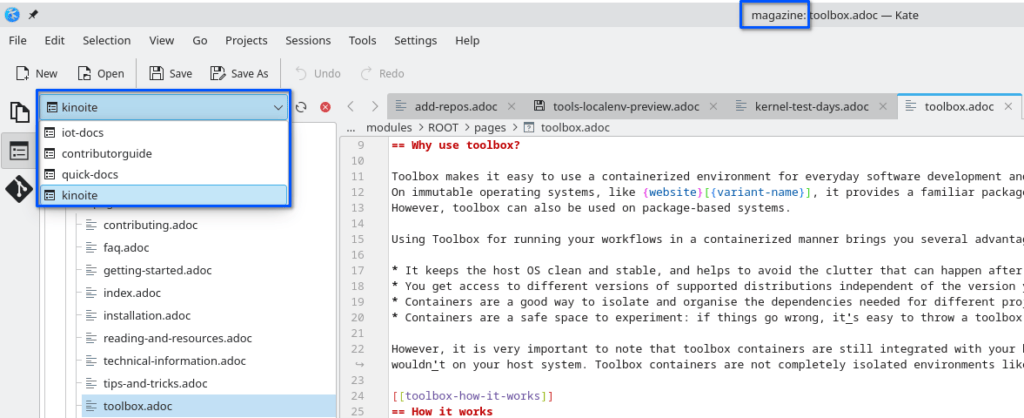 magazine: toolbox.adoc — Kate
File Edit Selection View Go Projects Sessions Tools Settings Help
New Open Save Save As Undo Redo
kinoite
iot-docs
contributorguide
quick-docs
kinoite
contributing.adoc
faq.adoc
getting-started.adoc
index.adoc
installation.adoc
reading-and-resources.adoc
technical-information.adoc
tips-and-tricks.adoc
toolbox.adoc
add-repos.adoc tools-localenv-preview.adoc kernel-test-days.adoc toolbox.adoc
... modules > ROOT > pages > toolbox.adoc
9 == Why use toolbox?
10
11 Toolbox makes it easy to use a containerized environment for everyday software development and
12 On immutable operating systems, like {website}[{variant-name}], it provides a familiar package
13 However, toolbox can also be used on package-based systems.
14
15 Using Toolbox for running your workflows in a containerized manner brings you several advanta
16
17 * It keeps the host OS clean and stable, and helps to avoid the clutter that can happen after
18 * You get access to different versions of supported distributions independent of the version y
19 * Containers are a good way to isolate and organise the dependencies needed for different pro
20 * Containers are a safe space to experiment: if things go wrong, it's easy to throw a toolbox
21
22 However, it is very important to note that toolbox containers are still integrated with your
wouldn't on your host system. Toolbox containers are not completely isolated environments lik
23
24 [[toolbox-how-it-works]]
25 == How it works